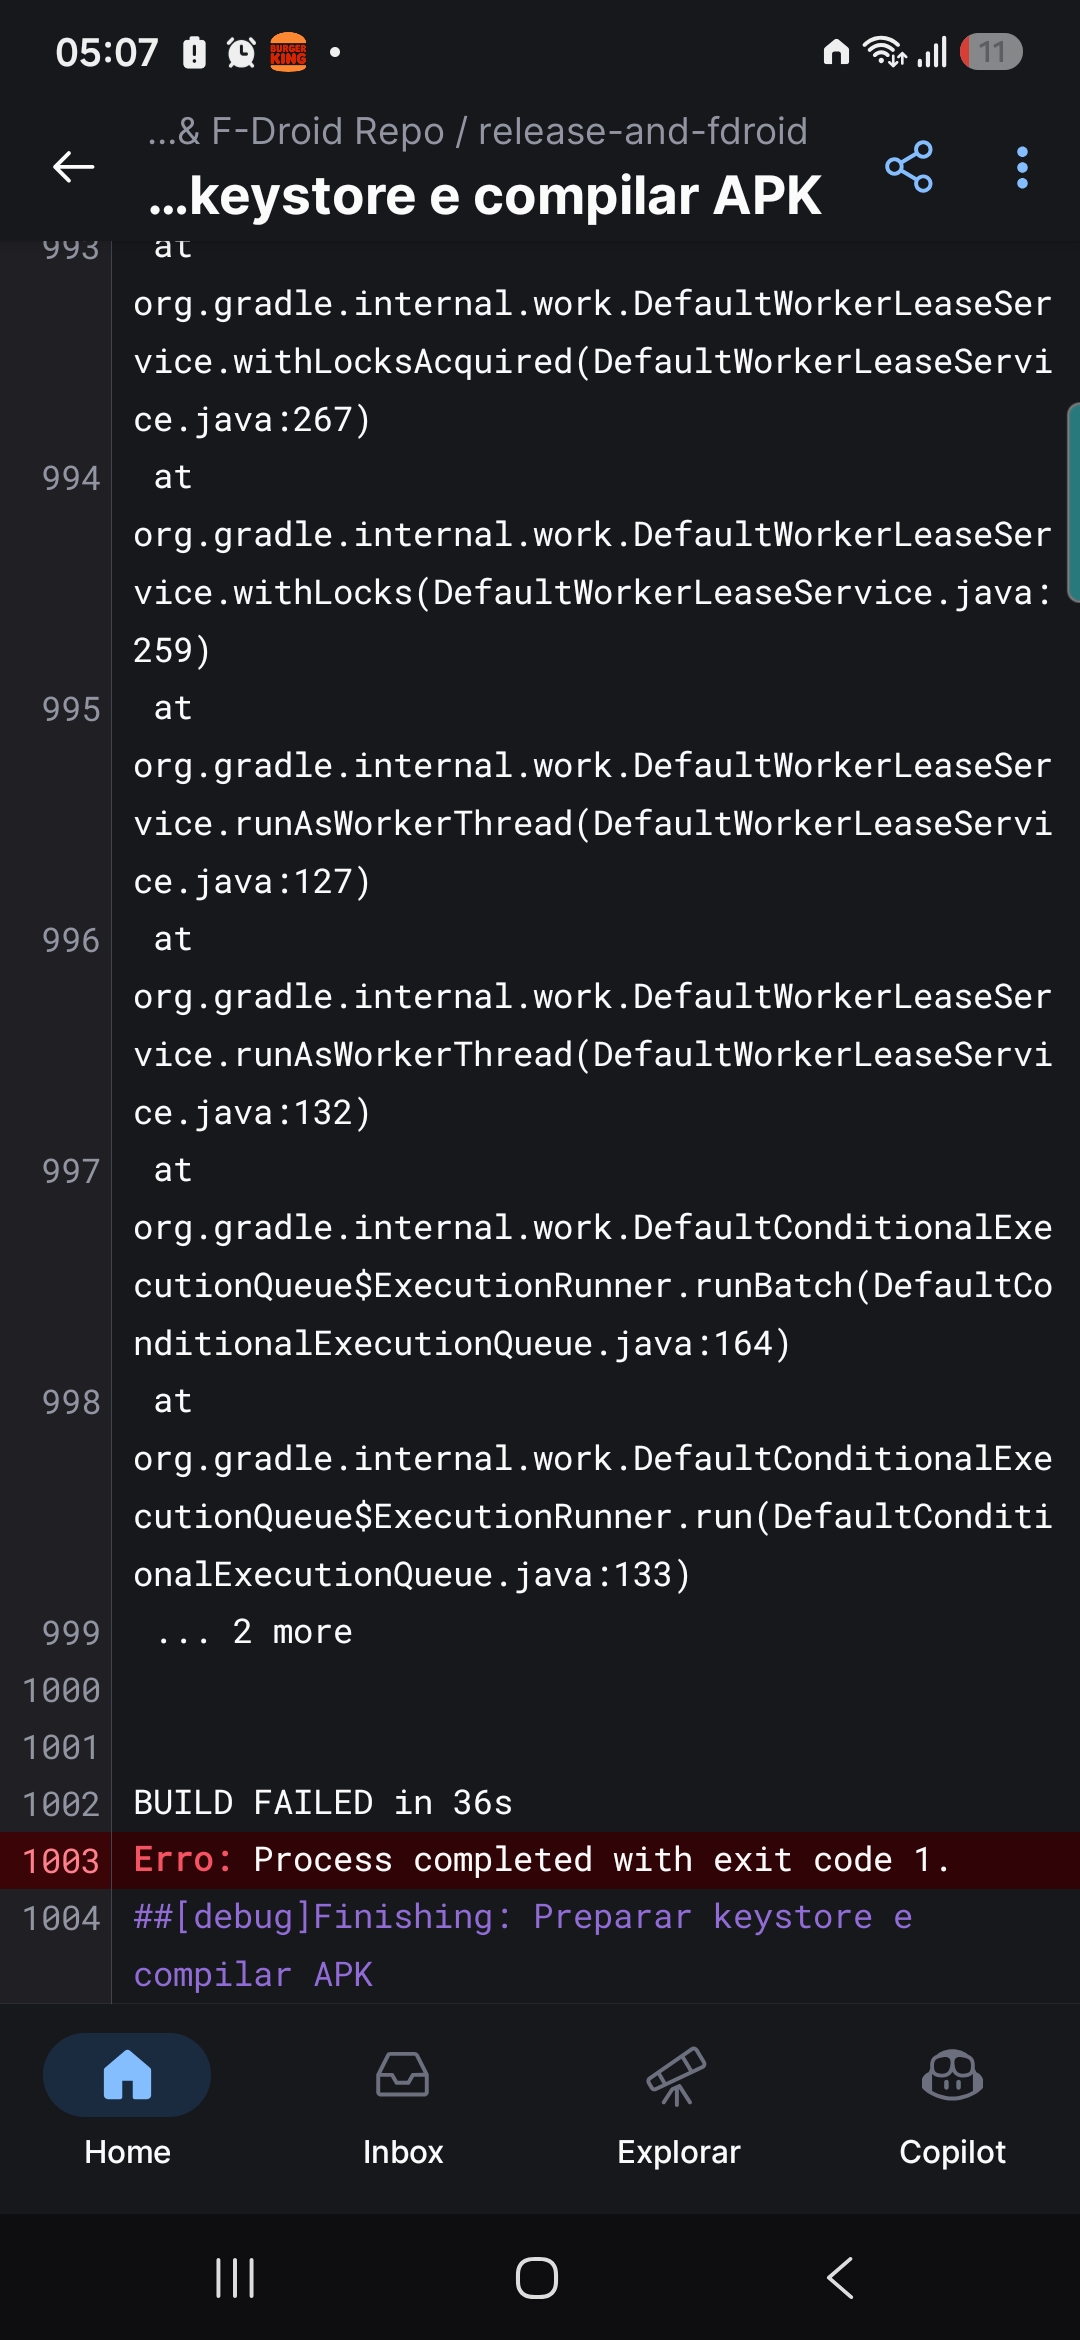 05:07
BURGER KING
11
...& F-Droid Repo / release-and-fdroid
...keystore e compilar APK
993 at
org.gradle.internal.work.DefaultWorkerLeaseSer
vice.withLocksAcquired(DefaultWorkerLeaseServi
ce.java:267)
994 at
org.gradle.internal.work.DefaultWorkerLeaseSer
vice.withLocks(DefaultWorkerLeaseService.java:
259)
995 at
org.gradle.internal.work.DefaultWorkerLeaseSer
vice.runAsWorkerThread(DefaultWorkerLeaseServi
ce.java:127)
996 at
org.gradle.internal.work.DefaultWorkerLeaseSer
vice.runAsWorkerThread(DefaultWorkerLeaseServi
ce.java:132)
997 at
org.gradle.internal.work.DefaultConditionalExe
cutionQueue$ExecutionRunner.runBatch(DefaultCo
nditionalExecutionQueue.java:164)
998 at
org.gradle.internal.work.DefaultConditionalExe
cutionQueue$ExecutionRunner.run(DefaultConditi
onalExecutionQueue.java:133)
999 ... 2 more
1000
1001
1002 BUILD FAILED in 36s
1003 Erro: Process completed with exit code 1.
1004 ##[debug]Finishing: Preparar keystore e
compilar APK
Home
Inbox
Explorar
Copilot